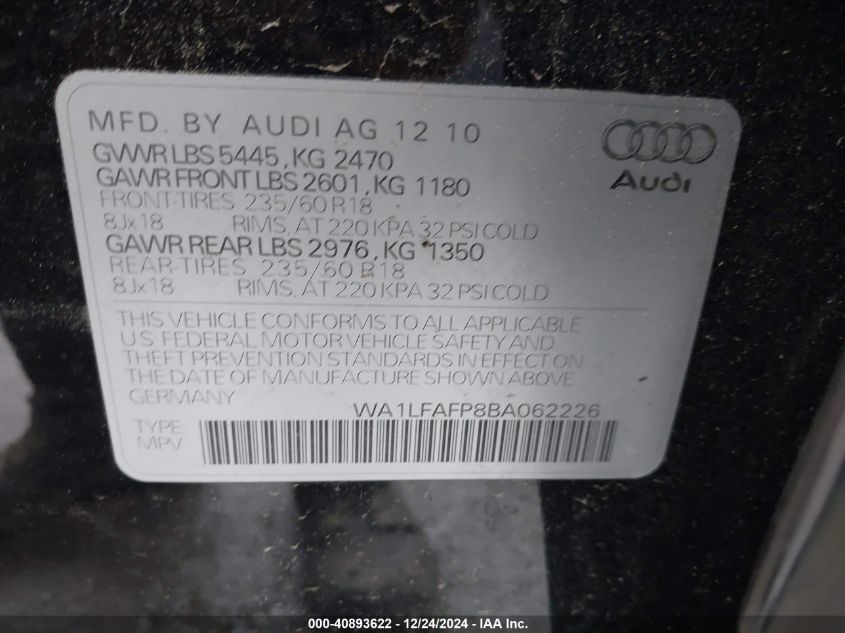 MFD. BY AUDI AG 12 10
GVWR LBS 5445, KG 2470
GAWR FRONT LBS 2601, KG 1180
FRONT-TIRES 235/60 R18
8Jx18 RIMS, AT 220 KPA 32 PSI COLD
GAWR REAR LBS 2976, KG 1350
REAR-TIRES 235/60 R18
8Jx18 RIMS, AT 220 KPA 32 PSI COLD
Audi
THIS VEHICLE CONFORMS TO ALL APPLICABLE
U.S. FEDERAL MOTOR VEHICLE SAFETY AND
THEFT PREVENTION STANDARDS IN EFFECT ON
THE DATE OF MANUFACTURE SHOWN ABOVE
GERMANY
WA1LFAFP8BA062226
TYPE
MPV
000-40893622 - 12/24/2024 - IAA Inc.